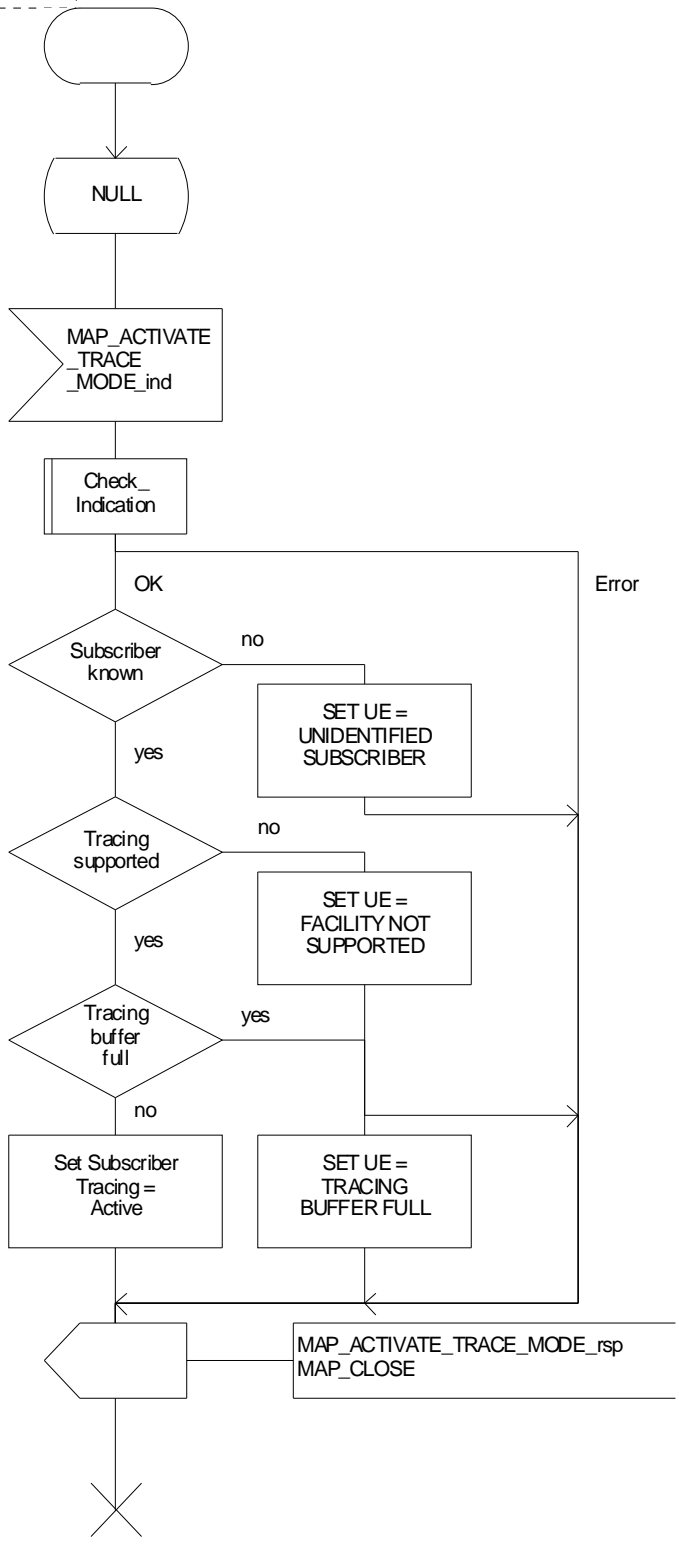 NULL
MAP_ACTIVATE
_TRACE
_MODE_ind
Check_
Indication
OK
Error
Subscriber
known
no
SET UE =
UNIDENTIFIED
SUBSCRIBER
yes
Tracing
supported
no
SET UE =
FACILITY NOT
SUPPORTED
yes
Tracing
buffer
full
yes
no
Set Subscriber
Tracing =
Active
SET UE =
TRACING
BUFFER FULL
MAP_ACTIVATE_TRACE_MODE_rsp
MAP_CLOSE